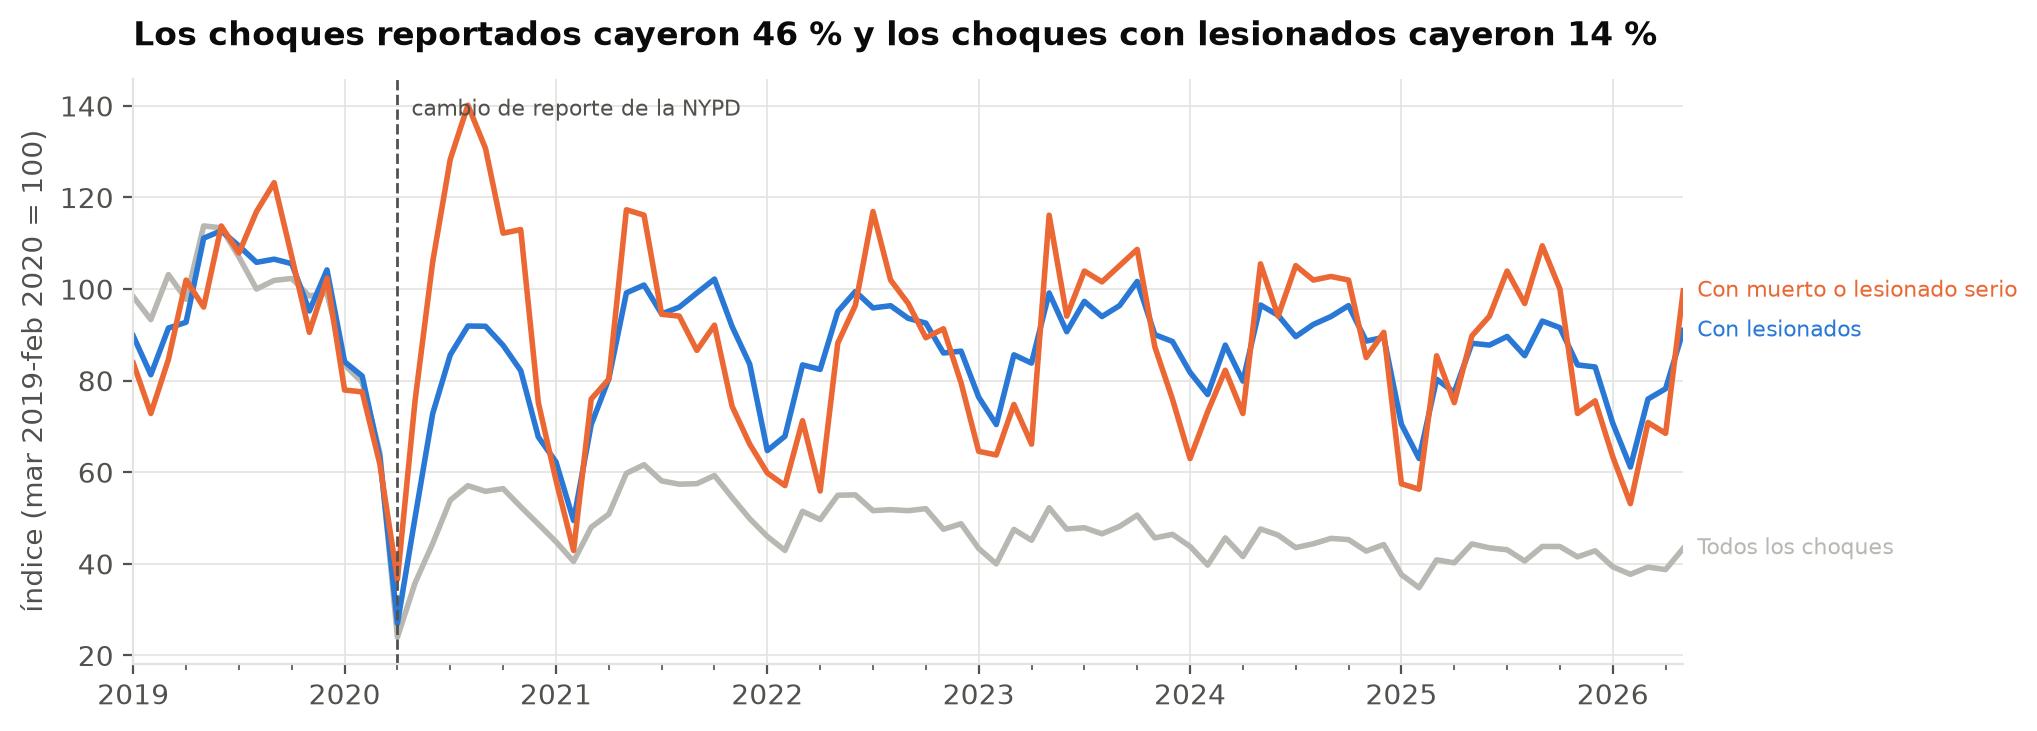 Los choques reportados cayeron 46 % y los choques con lesionados cayeron 14 %
cambio de reporte de la NYPD
índice (mar 2019-feb 2020 = 100)
140
120
100
80
60
40
20
Con muerto o lesionado serio
Con lesionados
Todos los choques
2019 2020 2021 2022 2023 2024 2025 2026